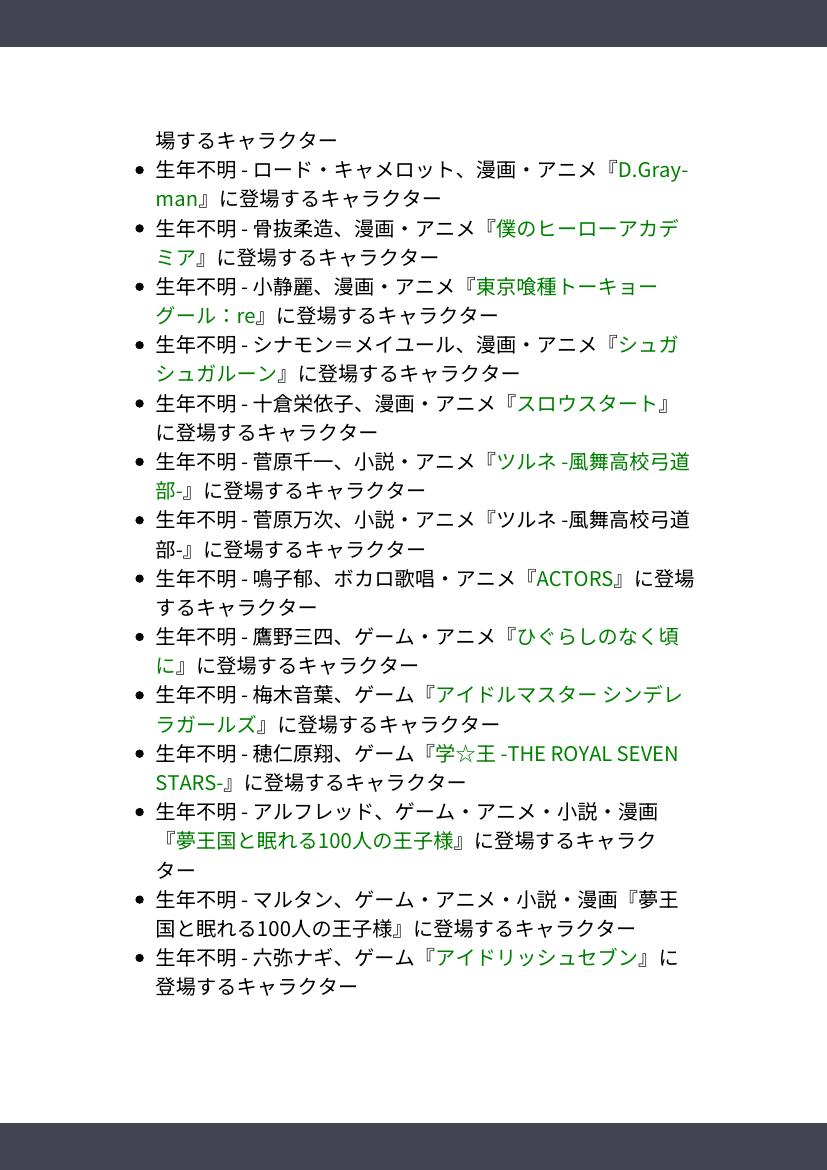 場するキャラクター
• 生年不明 - ロード・キャメロット、漫画・アニメ『D.Gray-
man』に登場するキャラクター
• 生年不明 - 骨抜柔造、漫画・アニメ『僕のヒーローアカデ
ミア』に登場するキャラクター
• 生年不明 - 小静麗、漫画・アニメ『東京喰種トーキョー
グール：re』に登場するキャラクター
• 生年不明 - シナモン＝メイユール、漫画・アニメ『シュガ
シュガルーン』に登場するキャラクター
• 生年不明 - 十倉栄依子、漫画・アニメ『スロウスタート』
に登場するキャラクター
• 生年不明 - 菅原千一、小説・アニメ『ツルネ -風舞高校弓道
部-』に登場するキャラクター
• 生年不明 - 菅原万次、小説・アニメ『ツルネ -風舞高校弓道
部-』に登場するキャラクター
• 生年不明 - 鳴子郁、ボカロ歌唱・アニメ『ACTORS』に登場
するキャラクター
• 生年不明 - 鷹野三四、ゲーム・アニメ『ひぐらしのなく頃
に』に登場するキャラクター
• 生年不明 - 梅木音葉、ゲーム『アイドルマスター シンデレ
ラガールズ』に登場するキャラクター
• 生年不明 - 穂仁原翔、ゲーム『学☆王 -THE ROYAL SEVEN
STARS-』に登場するキャラクター
• 生年不明 - アルフレッド、ゲーム・アニメ・小説・漫画
『夢王国と眠れる100人の王子様』に登場するキャラク
ター
• 生年不明 - マルタン、ゲーム・アニメ・小説・漫画『夢王
国と眠れる100人の王子様』に登場するキャラクター
• 生年不明 - 六弥ナギ、ゲーム『アイドリッシュセブン』に
登場するキャラクター